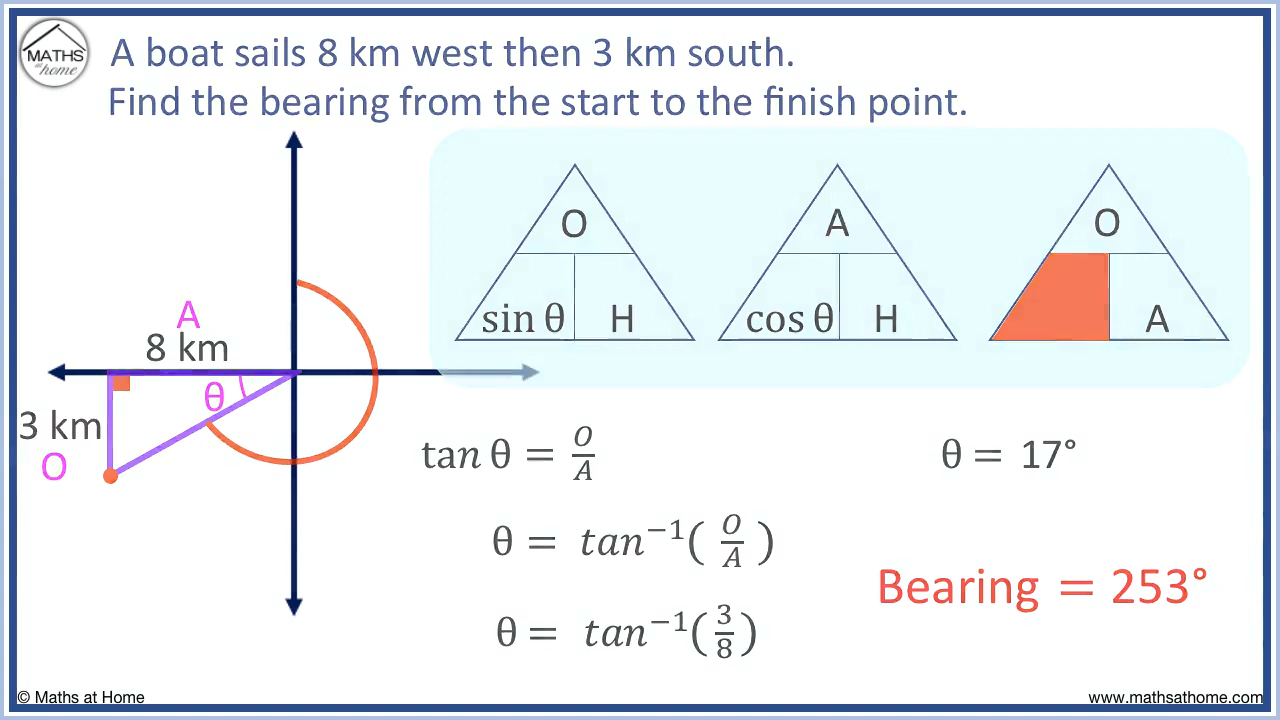 MATHS
at home
A boat sails 8 km west then 3 km south.
Find the bearing from the start to the finish point.
O
sin θ H
A
cos θ H
O
A
A
8 km
θ
3 km
O
tan θ = O/A
θ = tan⁻¹( O/A )
θ = tan⁻¹(3/8)
θ = 17°
Bearing = 253°
© Maths at Home
www.mathsathome.com